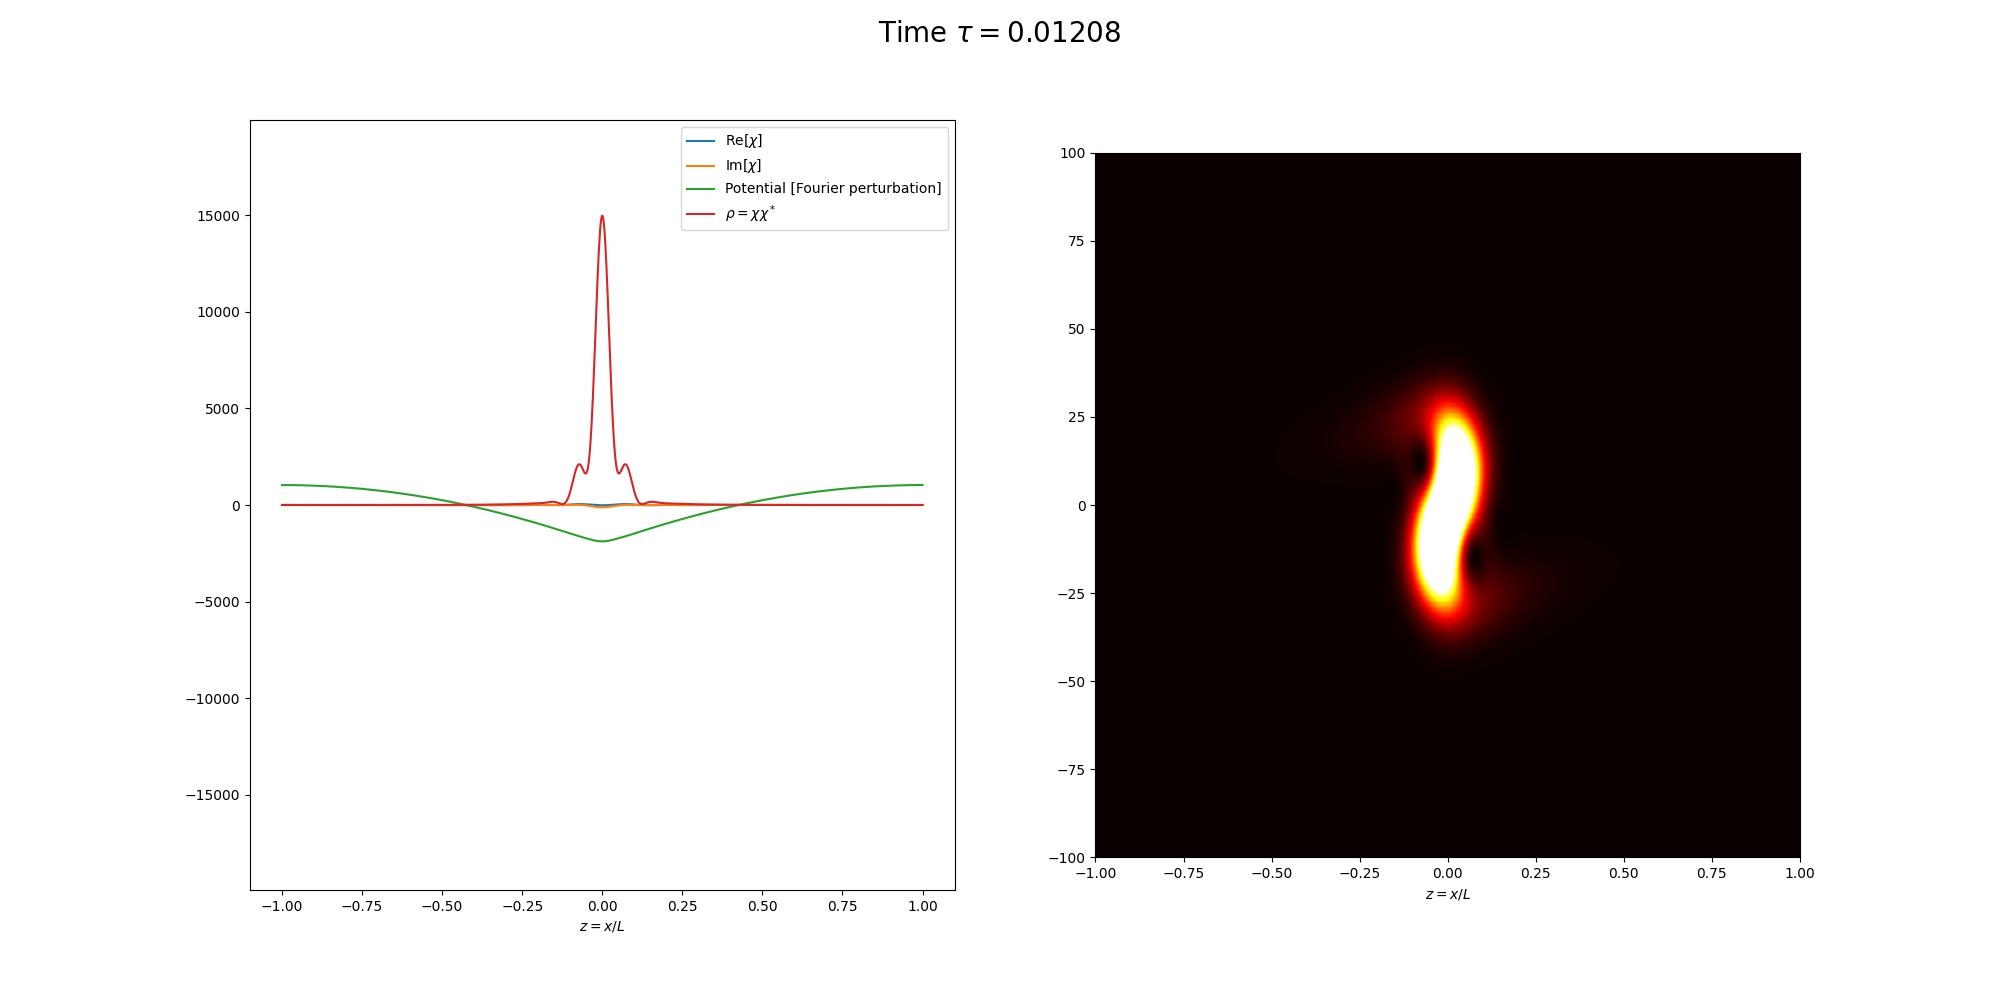 Time τ = 0.01208
Re[χ]
Im[χ]
Potential [Fourier perturbation]
ρ = χχ*
15000
10000
5000
0
−5000
−10000
−15000
−1.00 −0.75 −0.50 −0.25 0.00 0.25 0.50 0.75 1.00
z = x/L
100
75
50
25
0
−25
−50
−75
−100
−1.00 −0.75 −0.50 −0.25 0.00 0.25 0.50 0.75 1.00
z = x/L